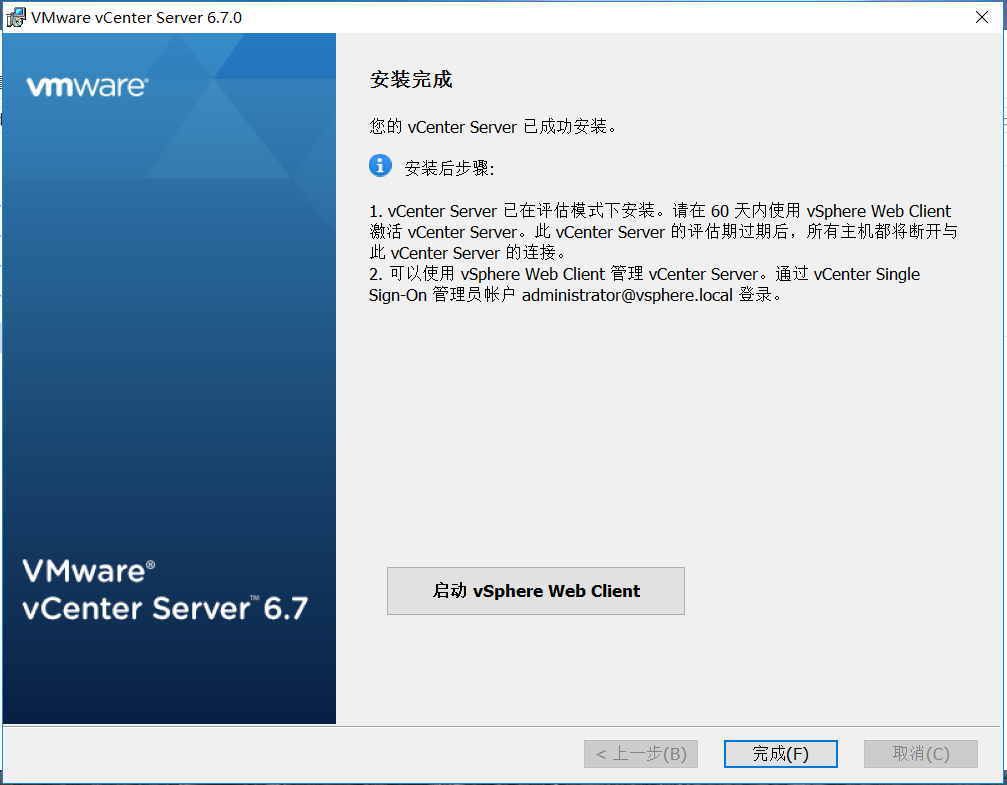 VMware vCenter Server 6.7.0
vmware®
安装完成
您的 vCenter Server 已成功安装。
安装后步骤:
1. vCenter Server 已在评估模式下安装。请在 60 天内使用 vSphere Web Client
激活 vCenter Server。此 vCenter Server 的评估期过期后，所有主机都将断开与
此 vCenter Server 的连接。
2. 可以使用 vSphere Web Client 管理 vCenter Server。通过 vCenter Single
Sign-On 管理员帐户 administrator@vsphere.local 登录。
VMware®
vCenter Server™ 6.7
启动 vSphere Web Client
< 上一步(B)
完成(F)
取消(C)